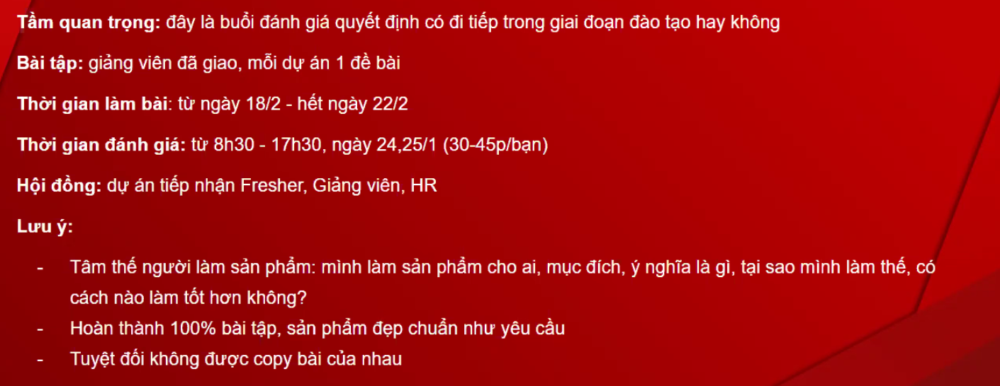 Tầm quan trọng: đây là buổi đánh giá quyết định có đi tiếp trong giai đoạn đào tạo hay không
Bài tập: giảng viên đã giao, mỗi dự án 1 đề bài
Thời gian làm bài: từ ngày 18/2 - hết ngày 22/2
Thời gian đánh giá: từ 8h30 - 17h30, ngày 24,25/1 (30-45p/bạn)
Hội đồng: dự án tiếp nhận Fresher, Giảng viên, HR
Lưu ý:
- Tâm thế người làm sản phẩm: mình làm sản phẩm cho ai, mục đích, ý nghĩa là gì, tại sao mình làm thế, có
cách nào làm tốt hơn không?
- Hoàn thành 100% bài tập, sản phẩm đẹp chuẩn như yêu cầu
- Tuyệt đối không được copy bài của nhau